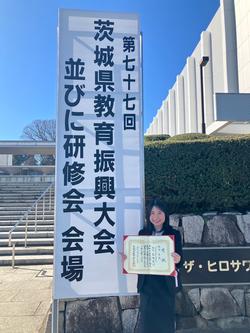 第七十七回
茨城県教育振興大会
並びに研修会 会場
ザ・ヒロサワ